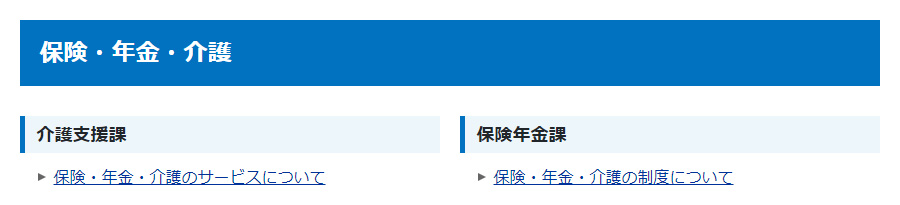 保険・年金・介護
介護支援課
保険・年金・介護のサービスについて
保険年金課
保険・年金・介護の制度について